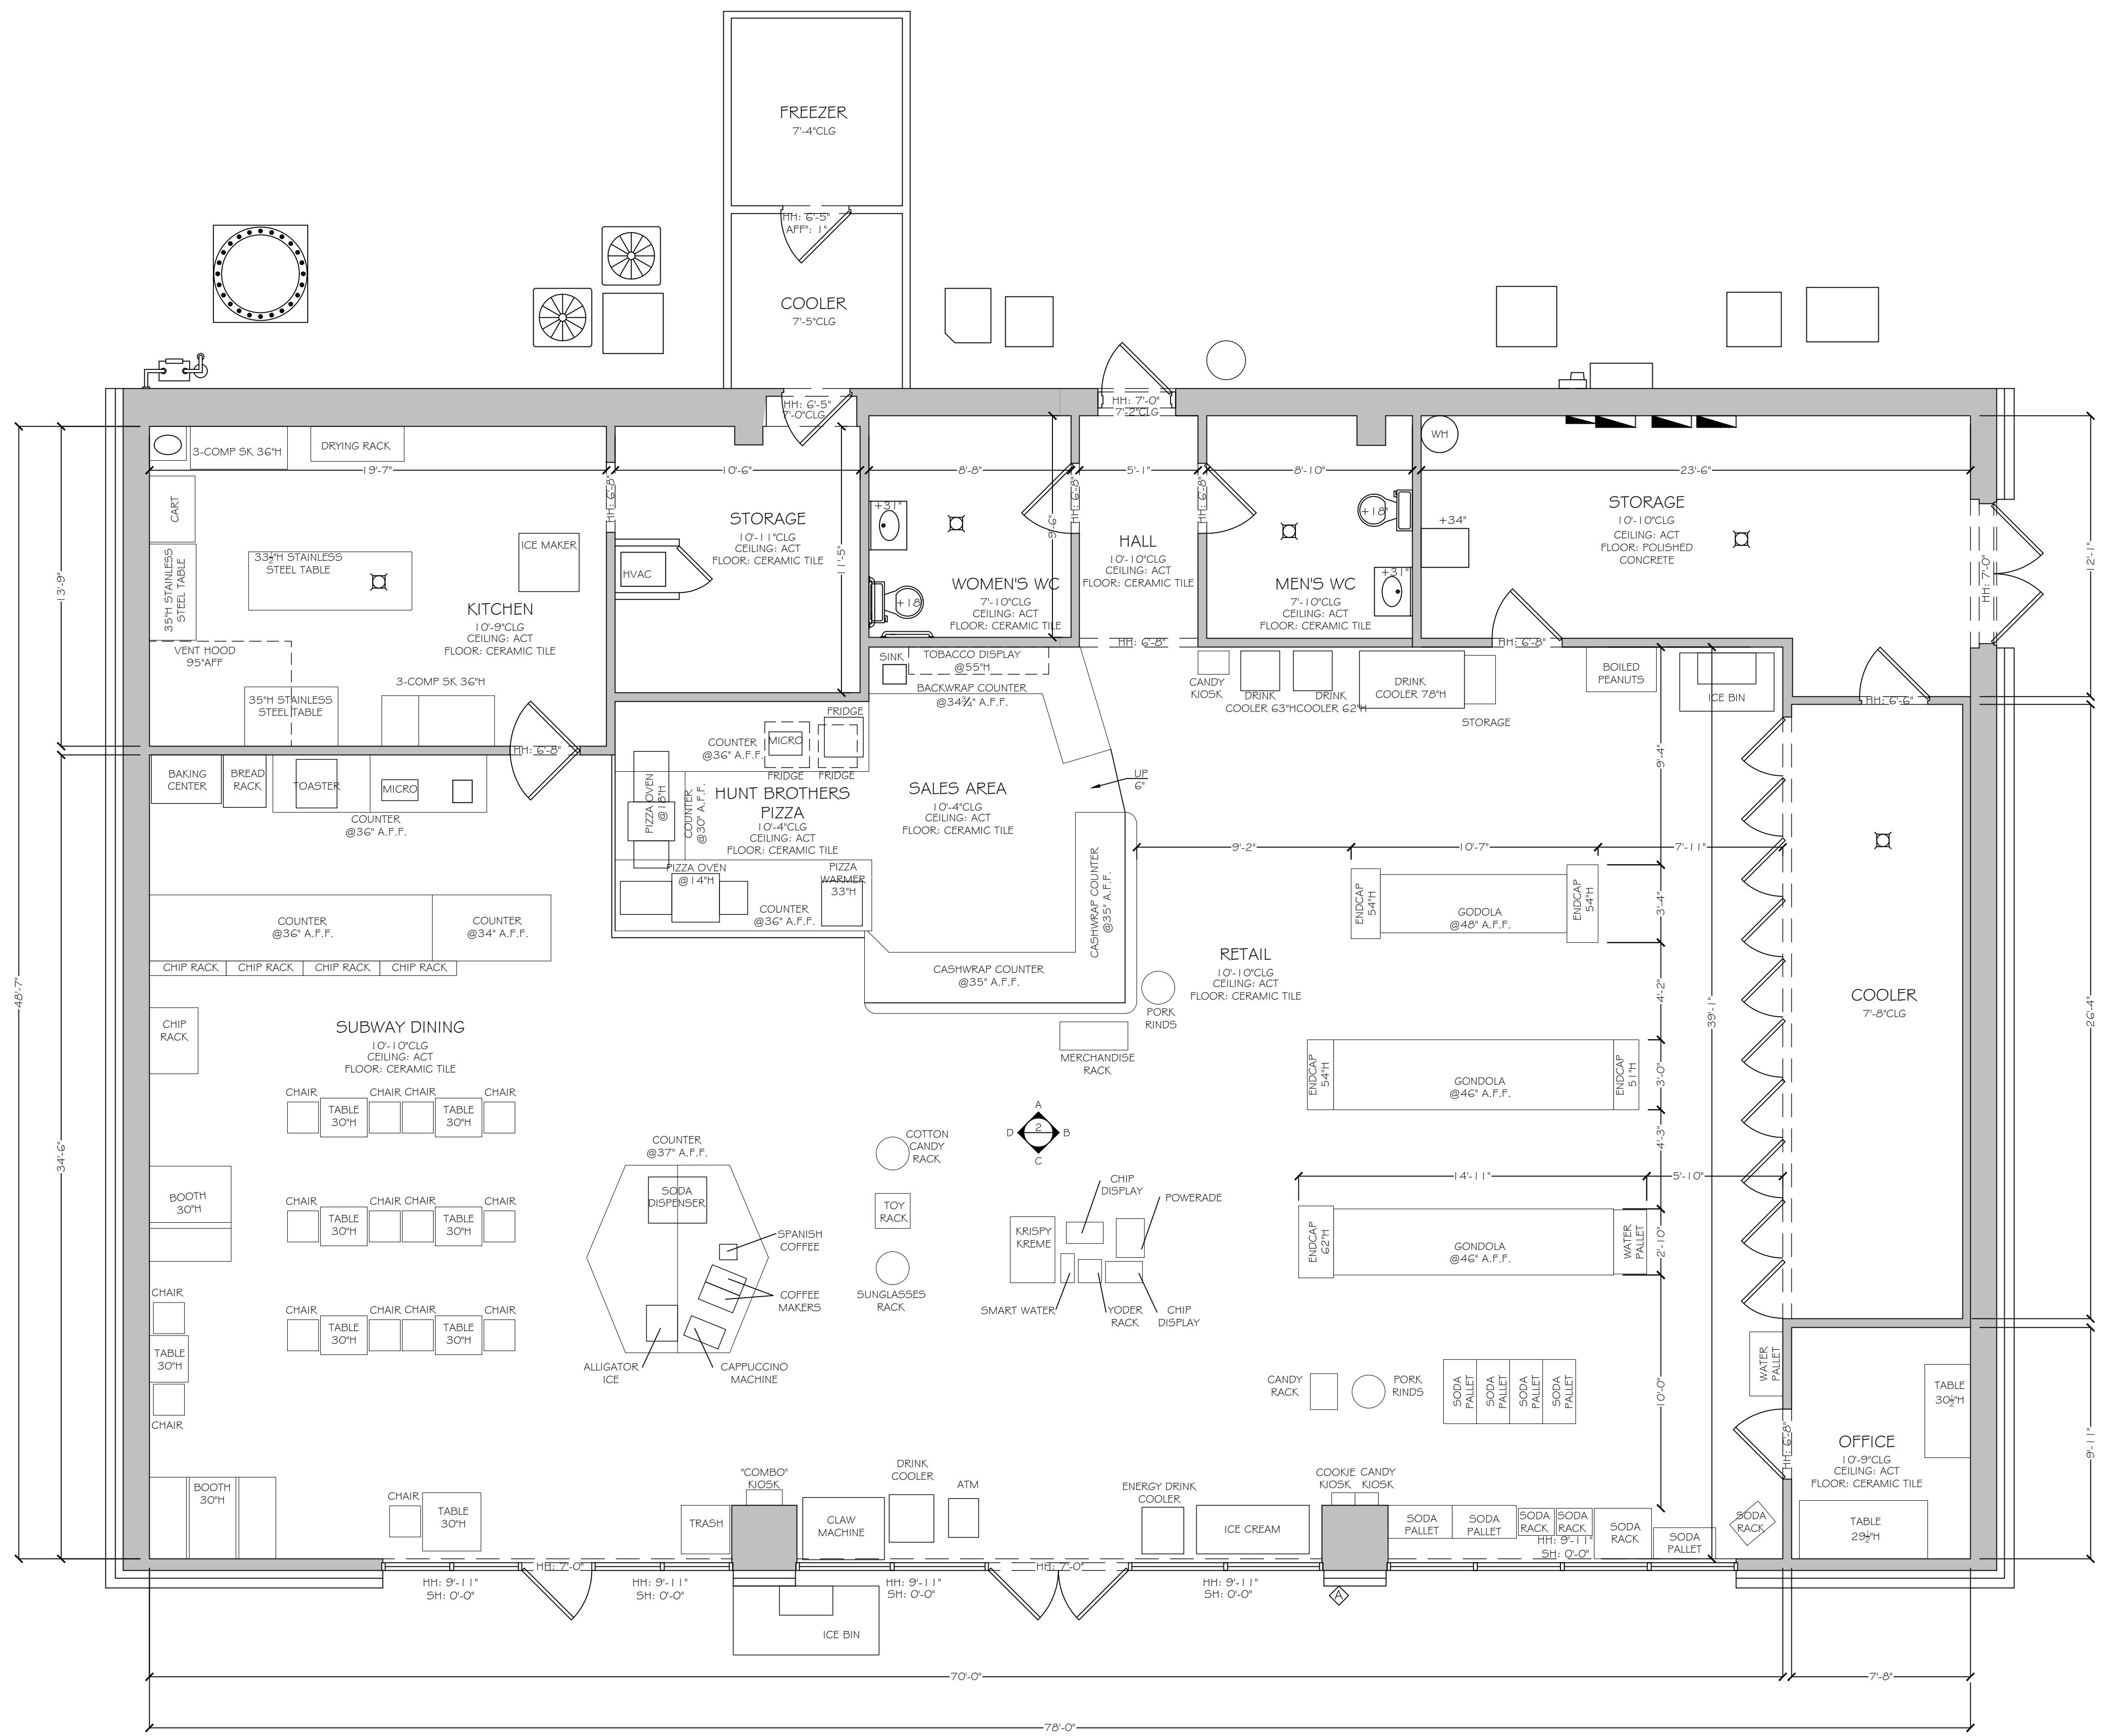 FREEZER
7'-4"CLG
HH: 6'-5"
AFF": 1"
COOLER
7'-5"CLG
HH: 6'-5"
7'-0"CLG
HH: 7'-0"
7'-2"CLG
3-COMP SK 36"H
DRYING RACK
WH
19'-7"
10'-6"
8'-8"
5'-1"
8'-10"
23'-6"
CART
HH: 6'-8"
HH: 6'-8"
HH: 6'-8"
+31"
+18"
+34"
STORAGE
10'-11"CLG
CEILING: ACT
FLOOR: CERAMIC TILE
11'-5"
9'-6"
STORAGE
10'-10"CLG
CEILING: ACT
FLOOR: POLISHED
CONCRETE
HALL
10'-10"CLG
CEILING: ACT
FLOOR: CERAMIC TILE
ICE MAKER
33½"H STAINLESS
STEEL TABLE
35"H STAINLESS
STEEL TABLE
HVAC
WOMEN'S WC
7'-10"CLG
CEILING: ACT
FLOOR: CERAMIC TILE
+18
MEN'S WC
7'-10"CLG
CEILING: ACT
FLOOR: CERAMIC TILE
+31"
HH: 7'-0"
12'-1"
13'-9"
KITCHEN
10'-9"CLG
CEILING: ACT
FLOOR: CERAMIC TILE
VENT HOOD
95"AFF
HH: 6'-8"
HH: 6'-8"
SINK
TOBACCO DISPLAY
@55"H
BACKWRAP COUNTER
@34¾" A.F.F.
CANDY
KIOSK
DRINK
COOLER 63"H
DRINK
COOLER 62"H
DRINK
COOLER 78"H
STORAGE
BOILED
PEANUTS
ICE BIN
HH: 6'-6"
3-COMP SK 36"H
35"H STAINLESS
STEEL TABLE
HH: 6'-8"
FRIDGE
COUNTER
@36" A.F.F.
MICRO
FRIDGE
FRIDGE
UP
6"
9'-4"
BAKING
CENTER
BREAD
RACK
TOASTER
MICRO
COUNTER
@36" A.F.F.
PIZZA OVEN
@18"H
COUNTER
@30" A.F.F.
HUNT BROTHERS
PIZZA
10'-4"CLG
CEILING: ACT
FLOOR: CERAMIC TILE
SALES AREA
10'-4"CLG
CEILING: ACT
FLOOR: CERAMIC TILE
9'-2"
10'-7"
7'-11"
PIZZA OVEN
@14"H
PIZZA
WARMER
33"H
COUNTER
@36" A.F.F.
CASHWRAP COUNTER
@35" A.F.F.
ENDCAP
54"H
GODOLA
@48" A.F.F.
ENDCAP
54"H
3'-4"
COUNTER
@36" A.F.F.
COUNTER
@34" A.F.F.
CHIP RACK
CHIP RACK
CHIP RACK
CHIP RACK
CASHWRAP COUNTER
@35" A.F.F.
RETAIL
10'-10"CLG
CEILING: ACT
FLOOR: CERAMIC TILE
4'-2"
39'-1"
COOLER
7'-8"CLG
26'-4"
48'-7"
CHIP
RACK
SUBWAY DINING
10'-10"CLG
CEILING: ACT
FLOOR: CERAMIC TILE
PORK
RINDS
MERCHANDISE
RACK
ENDCAP
54"H
GONDOLA
@46" A.F.F.
ENDCAP
51"H
3'-0"
CHAIR
TABLE
30"H
CHAIR
CHAIR
TABLE
30"H
CHAIR
34'-6"
COUNTER
@37" A.F.F.
COTTON
CANDY
RACK
A
D
2
B
C
4'-3"
14'-11"
5'-10"
BOOTH
30"H
CHAIR
TABLE
30"H
CHAIR
CHAIR
TABLE
30"H
CHAIR
SODA
DISPENSER
TOY
RACK
CHIP
DISPLAY
POWERADE
KRISPY
KREME
ENDCAP
62"H
GONDOLA
@46" A.F.F.
WATER
PALLET
2'-10"
SPANISH
COFFEE
COFFEE
MAKERS
SUNGLASSES
RACK
SMART WATER
YODER
RACK
CHIP
DISPLAY
CHAIR
TABLE
30"H
CHAIR
CHAIR
TABLE
30"H
CHAIR
CHAIR
TABLE
30"H
CHAIR
ALLIGATOR
ICE
CAPPUCCINO
MACHINE
CANDY
RACK
PORK
RINDS
SODA
PALLET
SODA
PALLET
SODA
PALLET
SODA
PALLET
10'-0"
WATER
PALLET
TABLE
30½"H
HH: 6'-8"
OFFICE
10'-9"CLG
CEILING: ACT
FLOOR: CERAMIC TILE
9'-11"
BOOTH
30"H
CHAIR
TABLE
30"H
TRASH
"COMBO"
KIOSK
CLAW
MACHINE
DRINK
COOLER
ATM
ENERGY DRINK
COOLER
ICE CREAM
COOKIE
KIOSK
CANDY
KIOSK
SODA
PALLET
SODA
PALLET
SODA
RACK
SODA
RACK
SODA
RACK
SODA
PALLET
SODA
RACK
TABLE
29½"H
HH: 9'-11"
SH: 0'-0"
HH: 7'-0"
HH: 7'-0"
HH: 9'-11"
SH: 0'-0"
HH: 9'-11"
SH: 0'-0"
HH: 9'-11"
SH: 0'-0"
HH: 9'-11"
SH: 0'-0"
A
ICE BIN
70'-0"
7'-8"
78'-0"